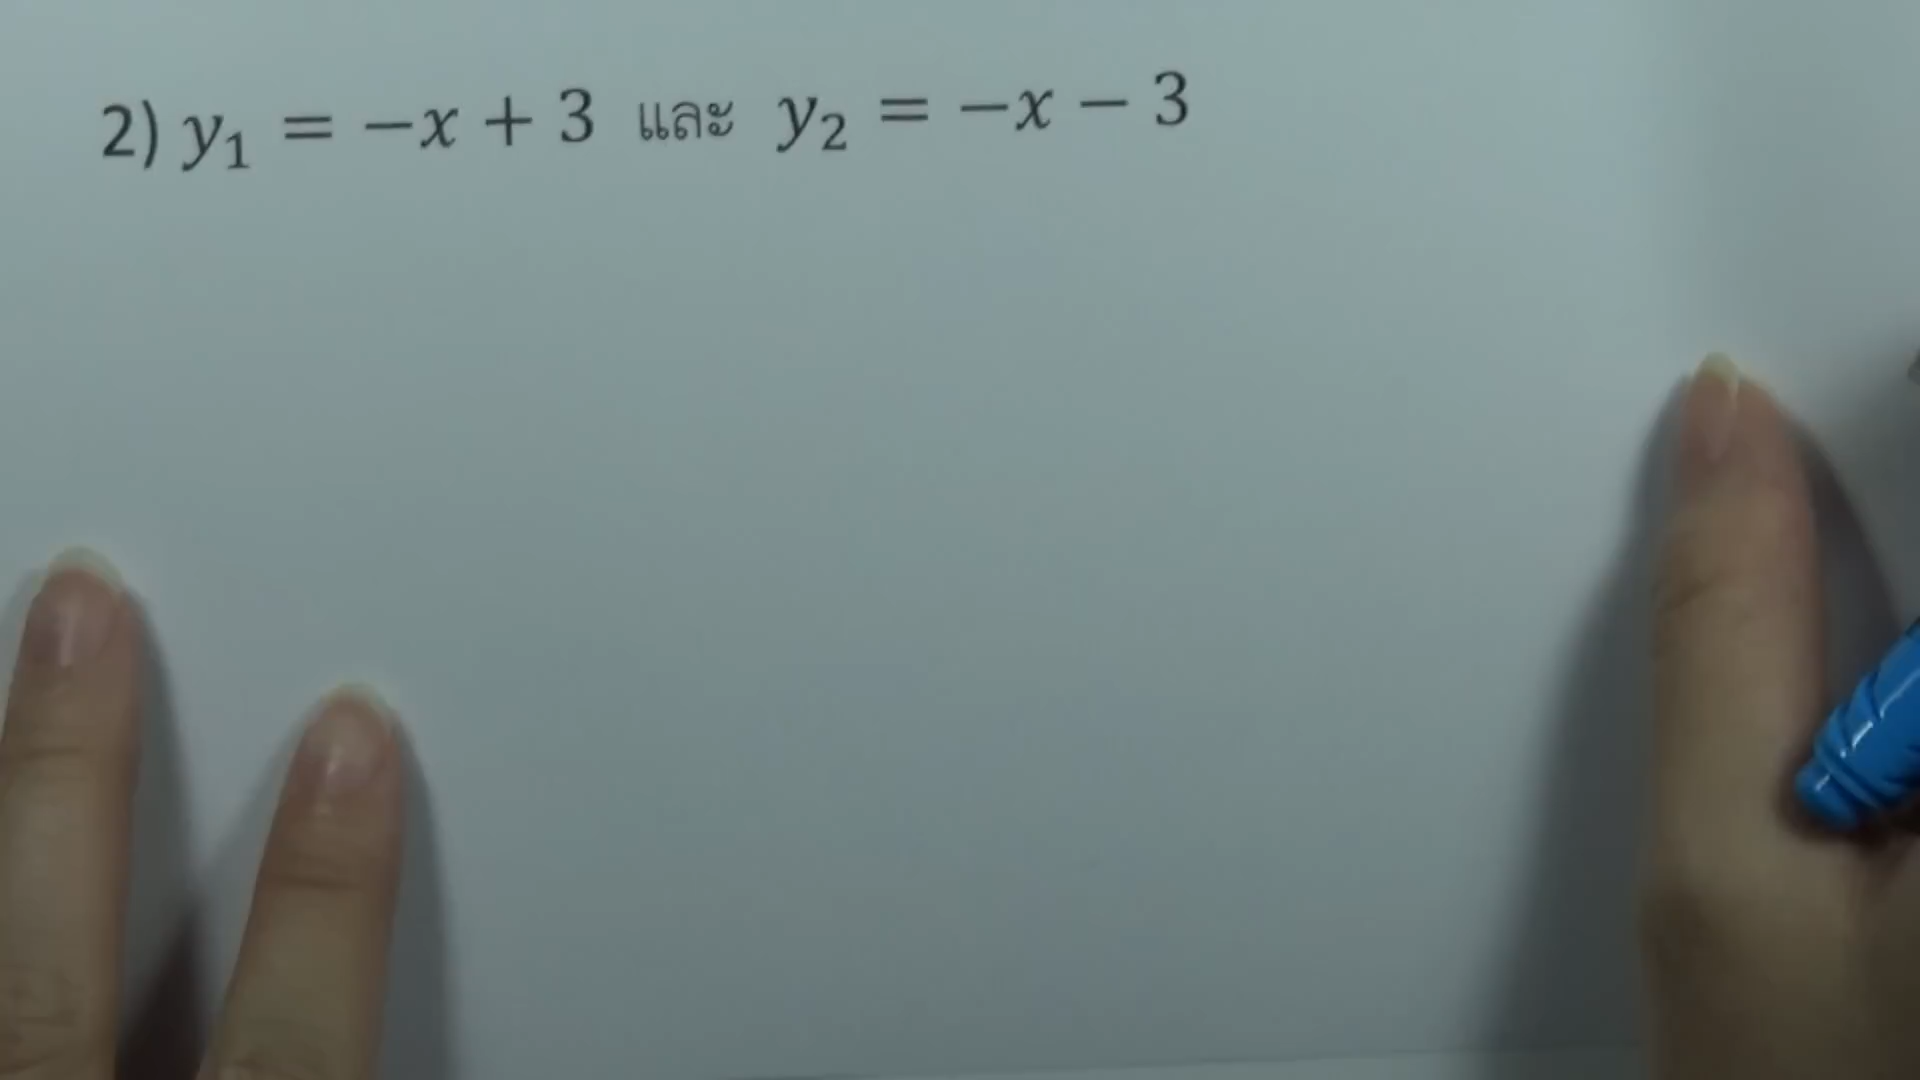 2) y₁ = −x + 3 และ y₂ = −x − 3